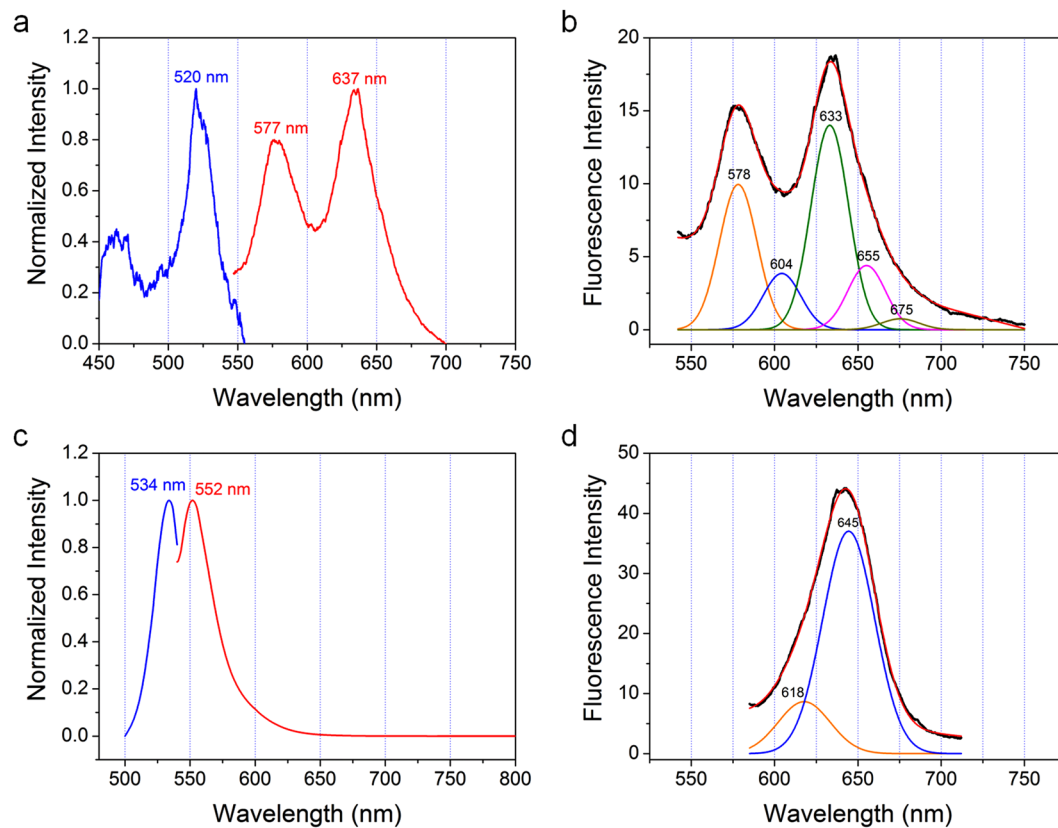 a
Normalized Intensity
1.2
1.0
0.8
0.6
0.4
0.2
0.0
520 nm
577 nm
637 nm
450 500 550 600 650 700 750
Wavelength (nm)
b
Fluorescence Intensity
20
15
10
5
0
578
604
633
655
675
550 600 650 700 750
Wavelength (nm)
c
Normalized Intensity
1.2
1.0
0.8
0.6
0.4
0.2
0.0
534 nm
552 nm
500 550 600 650 700 750 800
Wavelength (nm)
d
Fluorescence Intensity
50
40
30
20
10
0
618
645
550 600 650 700 750
Wavelength (nm)